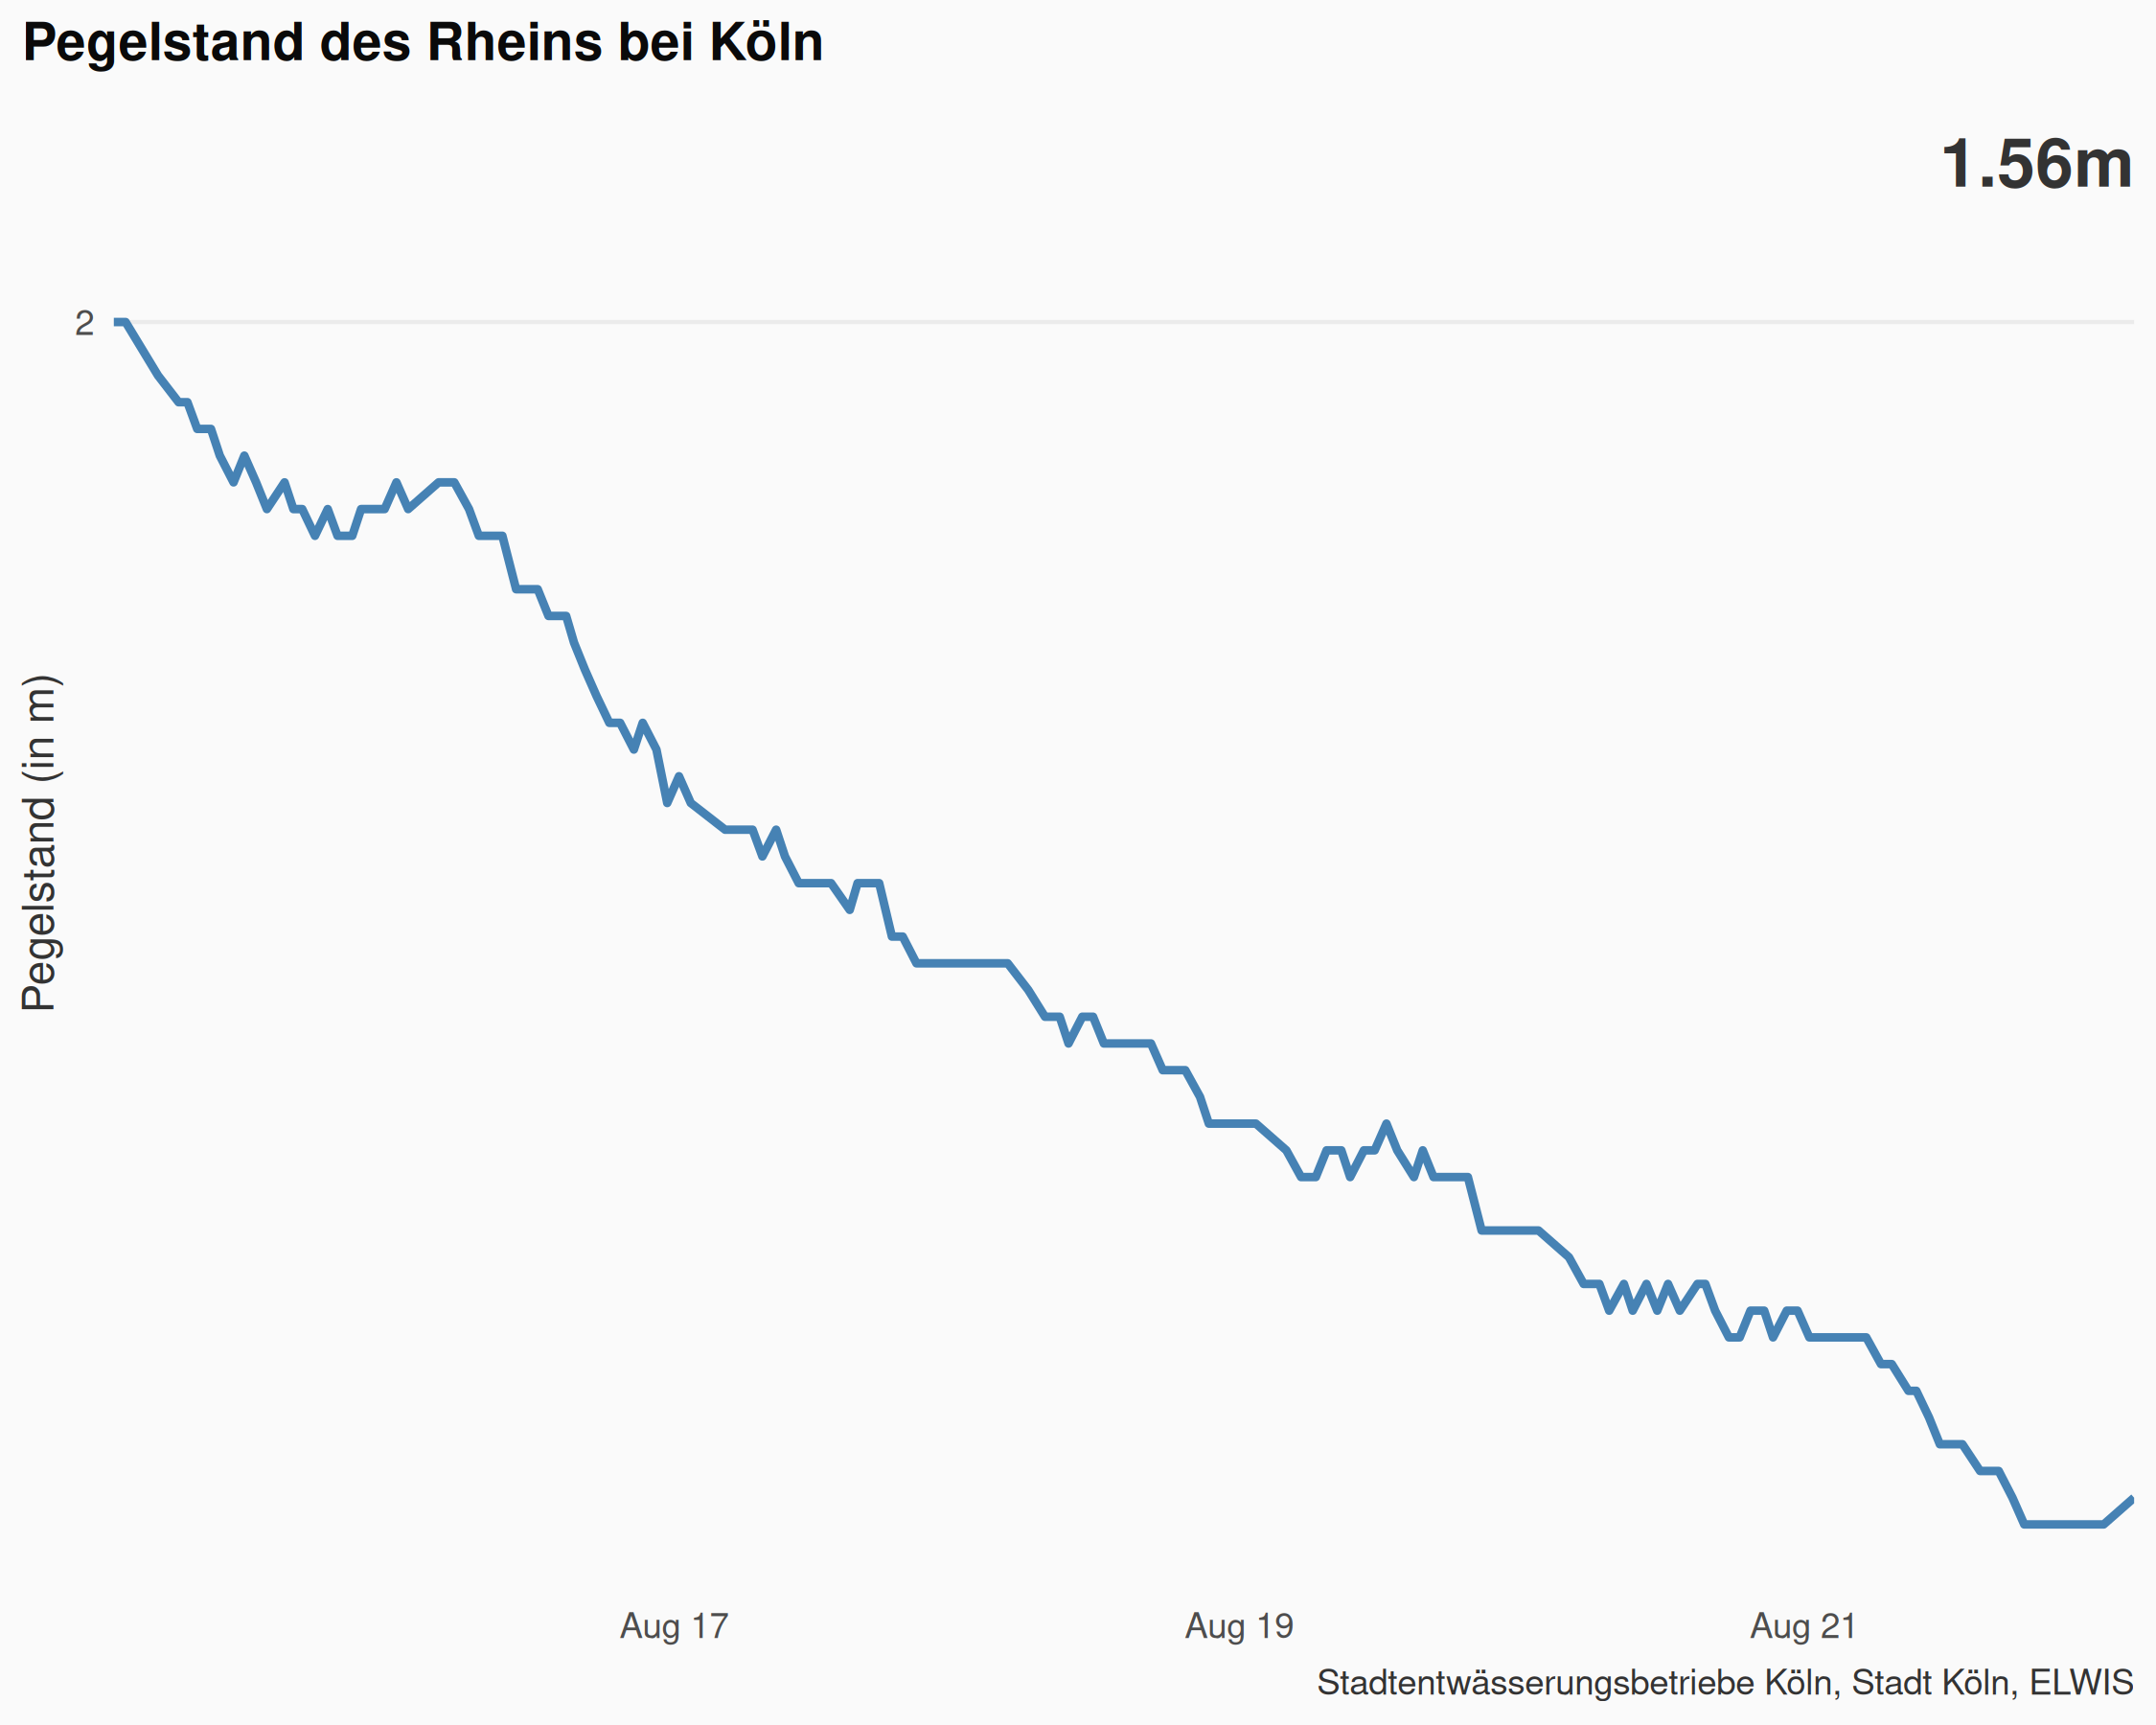 Pegelstand des Rheins bei Köln
1.56m
2
Pegelstand (in m)
Aug 17
Aug 19
Aug 21
Stadtentwässerungsbetriebe Köln, Stadt Köln, ELWIS